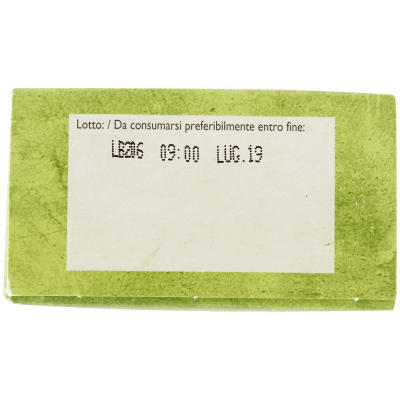 Lotto: / Da consumarsi preferibilmente entro fine:
LB206 09:00 LUG.19